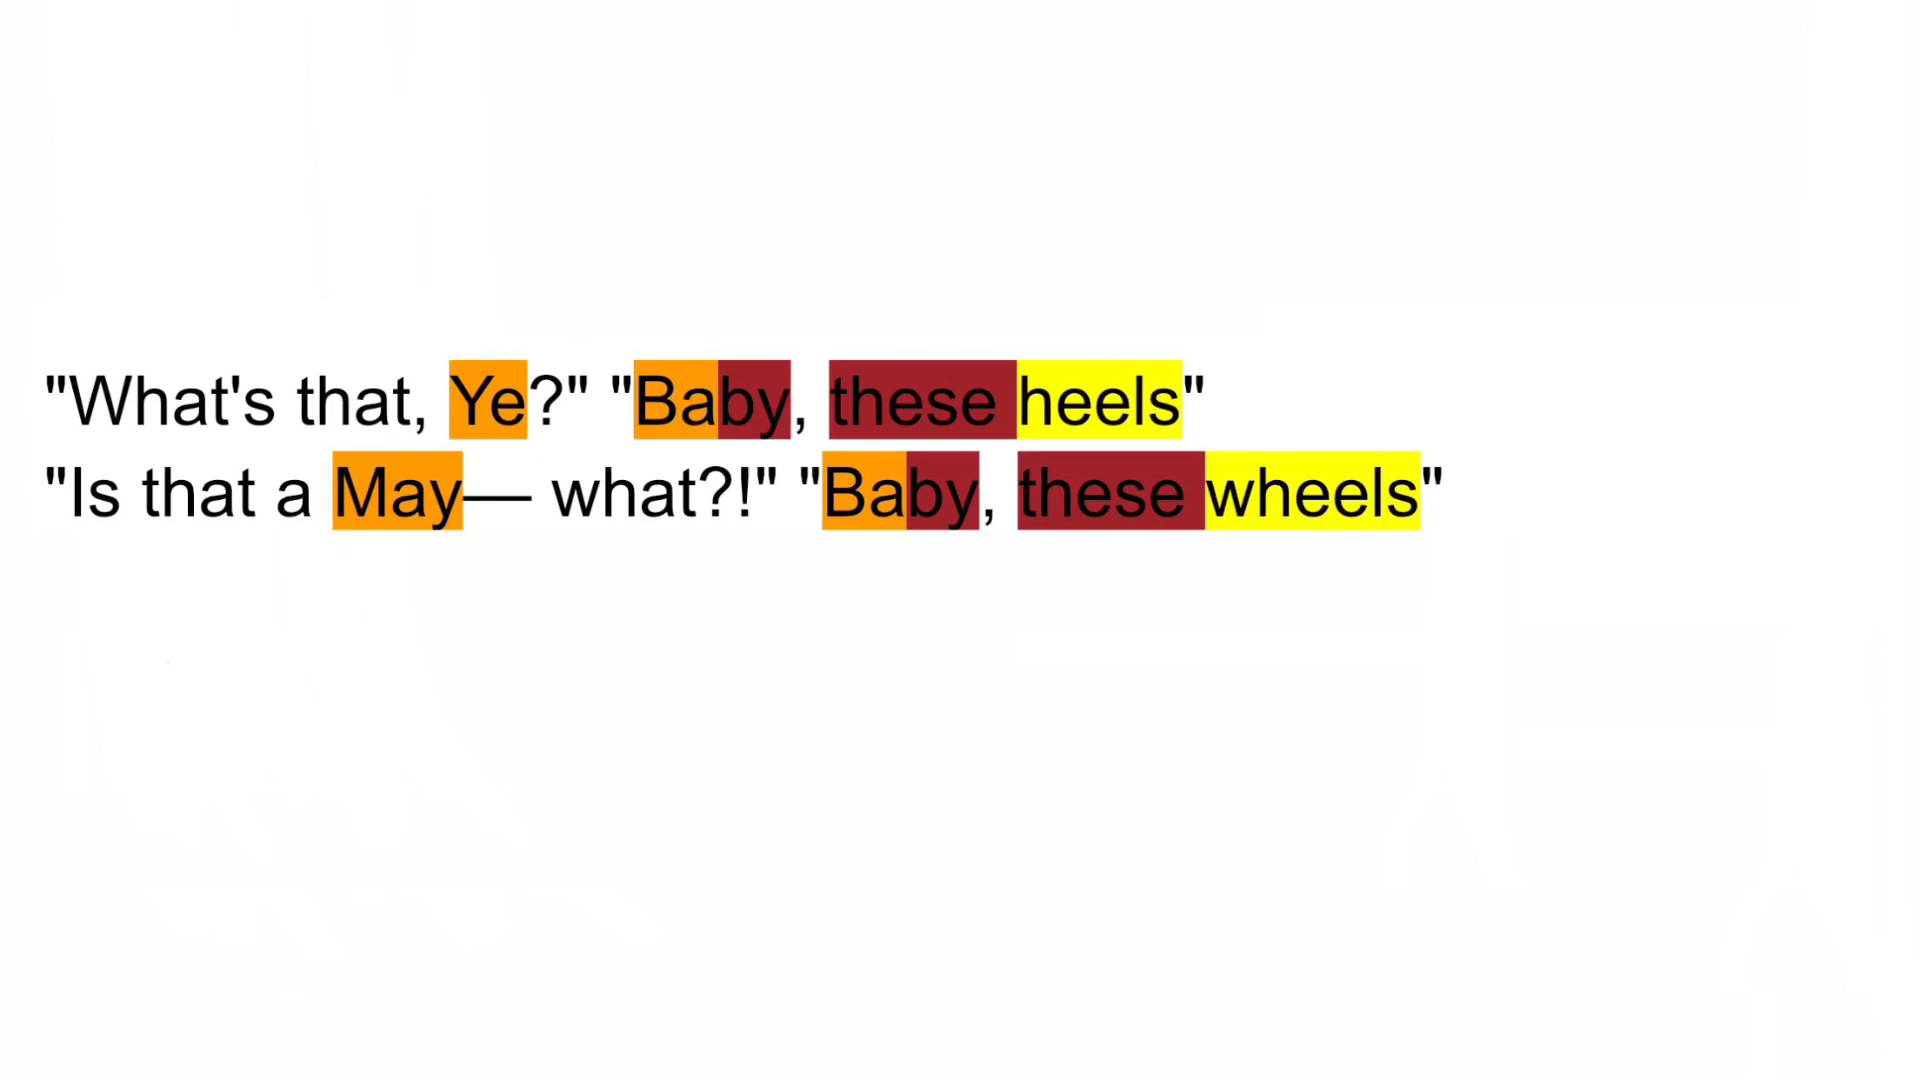 "What's that, Ye?" "Baby, these heels"
"Is that a May— what?!" "Baby, these wheels"